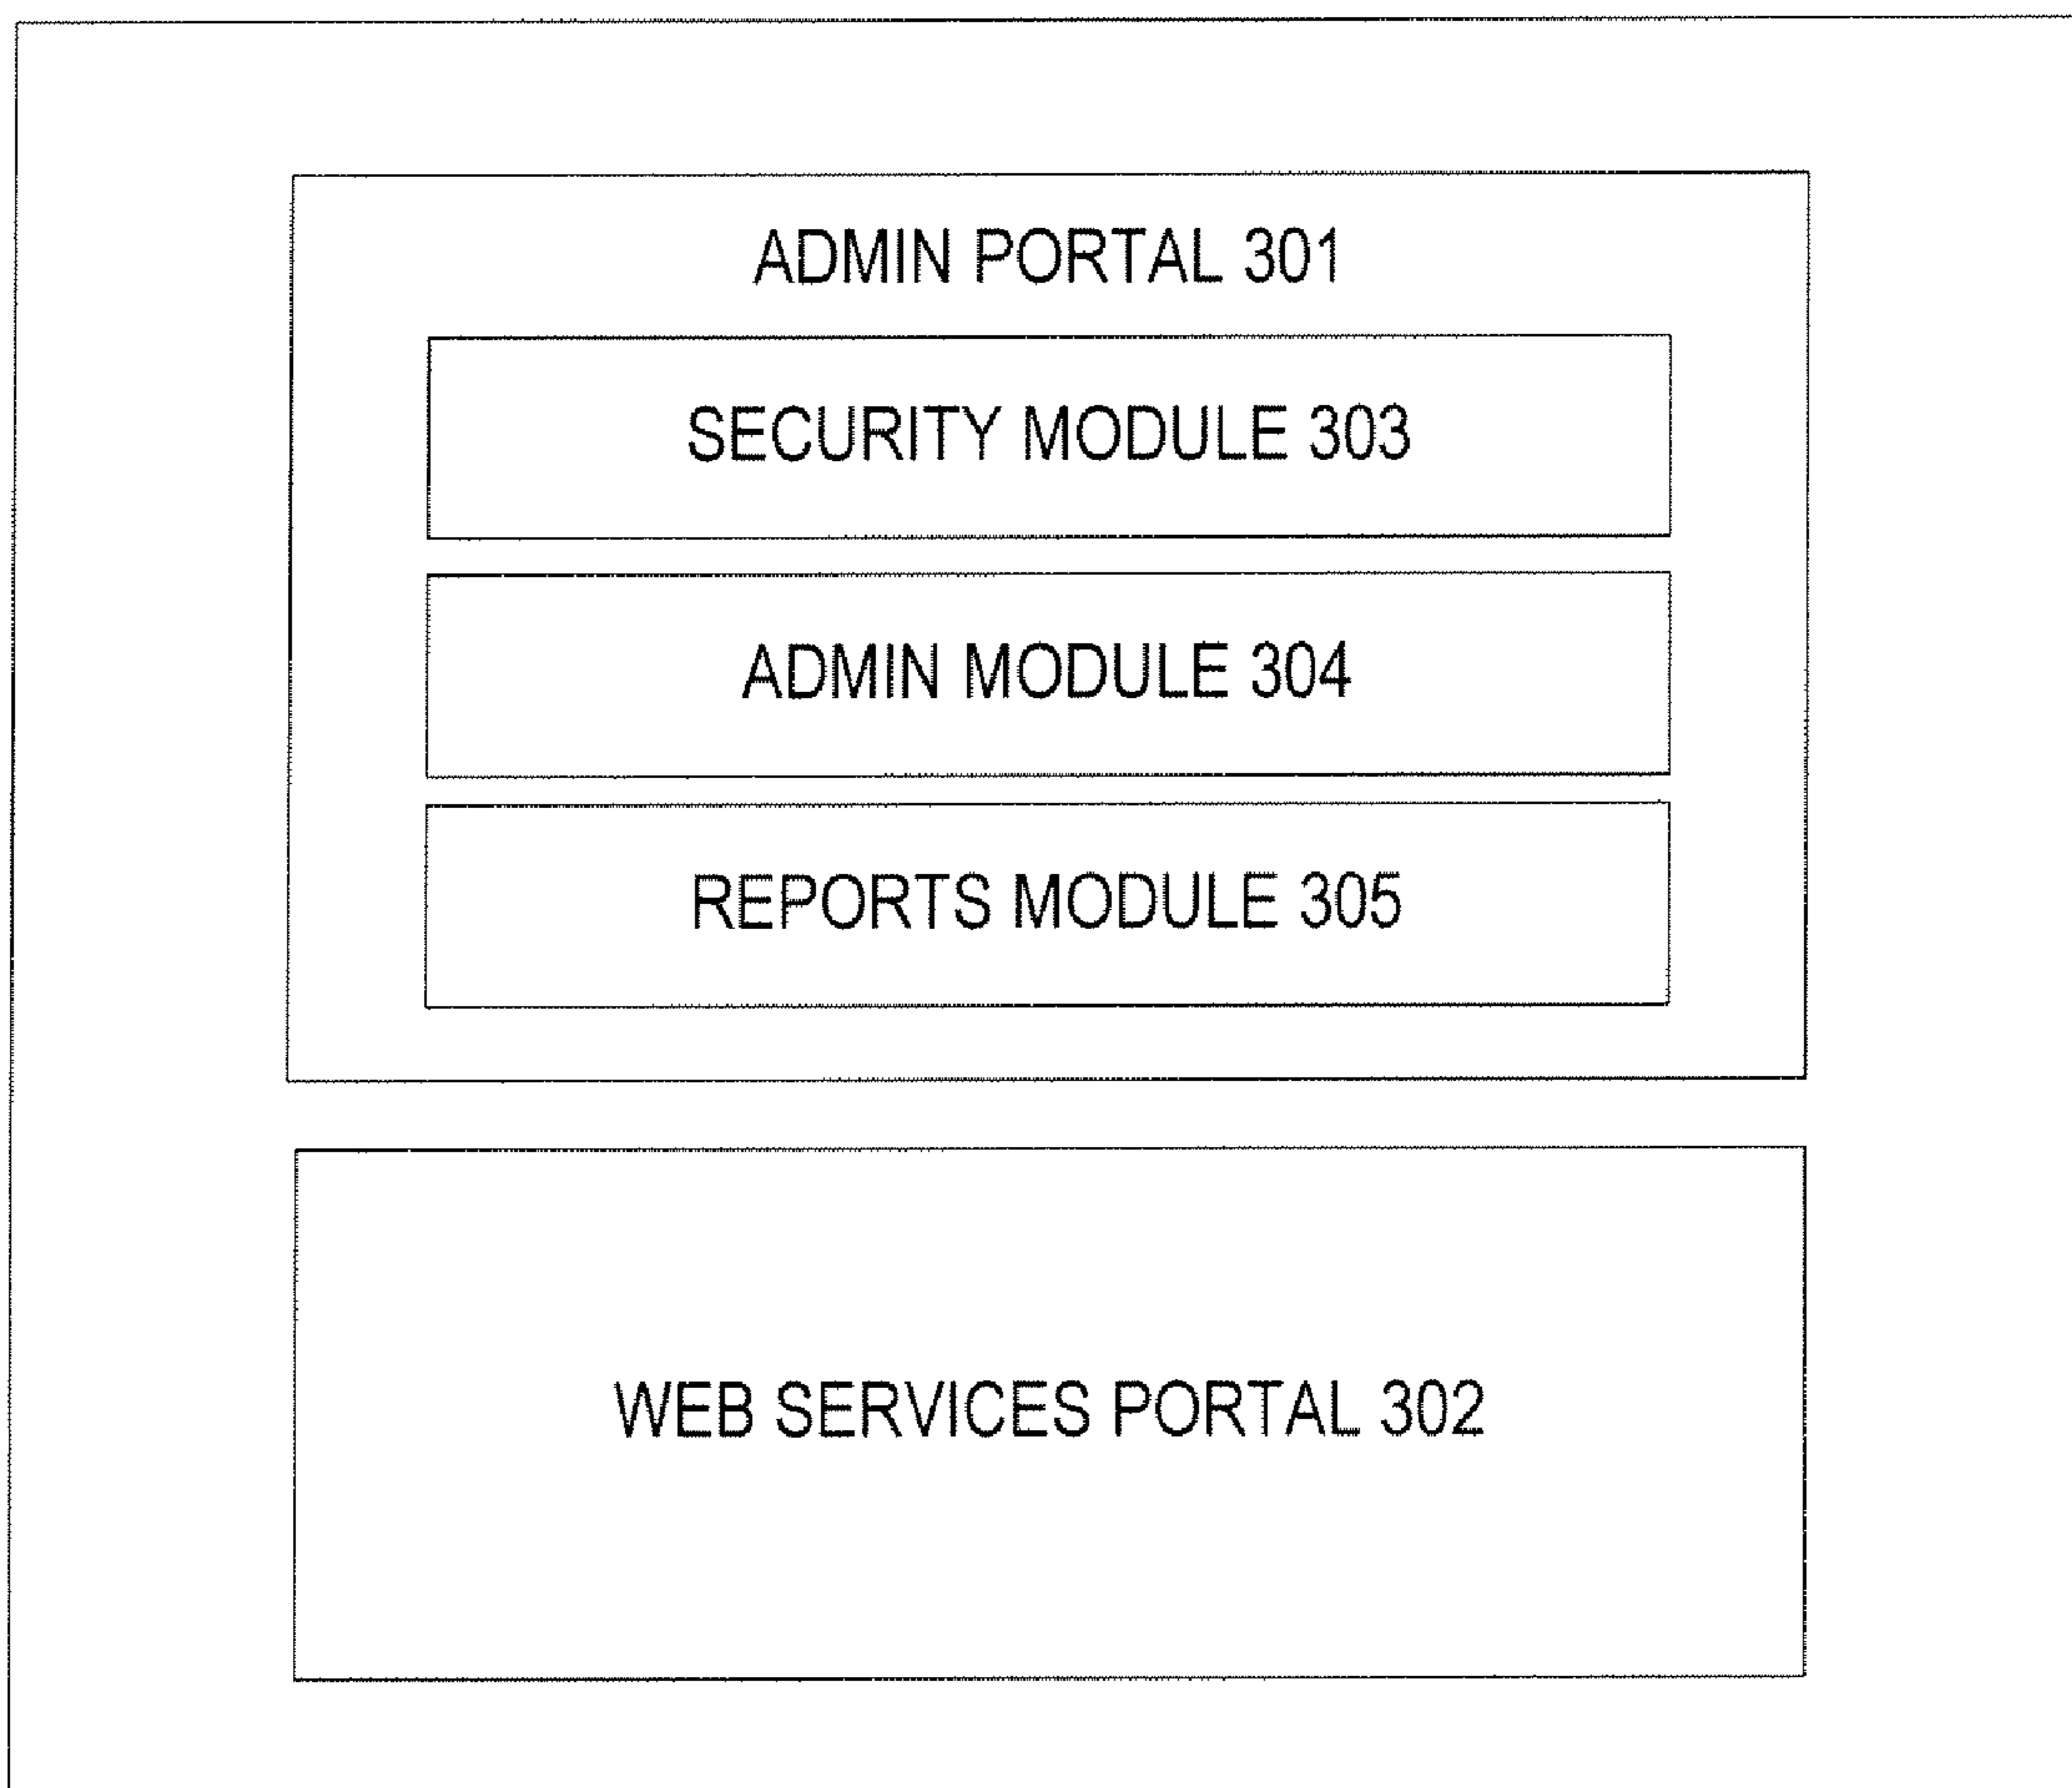 ADMIN PORTAL 301
SECURITY MODULE 303
ADMIN MODULE 304
REPORTS MODULE 305
WEB SERVICES PORTAL 302